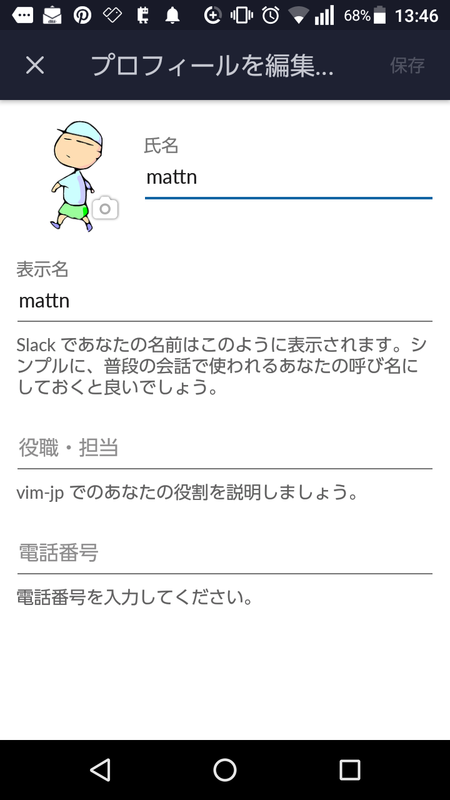 68% 13:46
プロフィールを編集... 保存
氏名
mattn
表示名
mattn
Slack であなたの名前はこのように表示されます。シ
ンプルに、普段の会話で使われるあなたの呼び名に
しておくと良いでしょう。
役職・担当
vim-jp でのあなたの役割を説明しましょう。
電話番号
電話番号を入力してください。